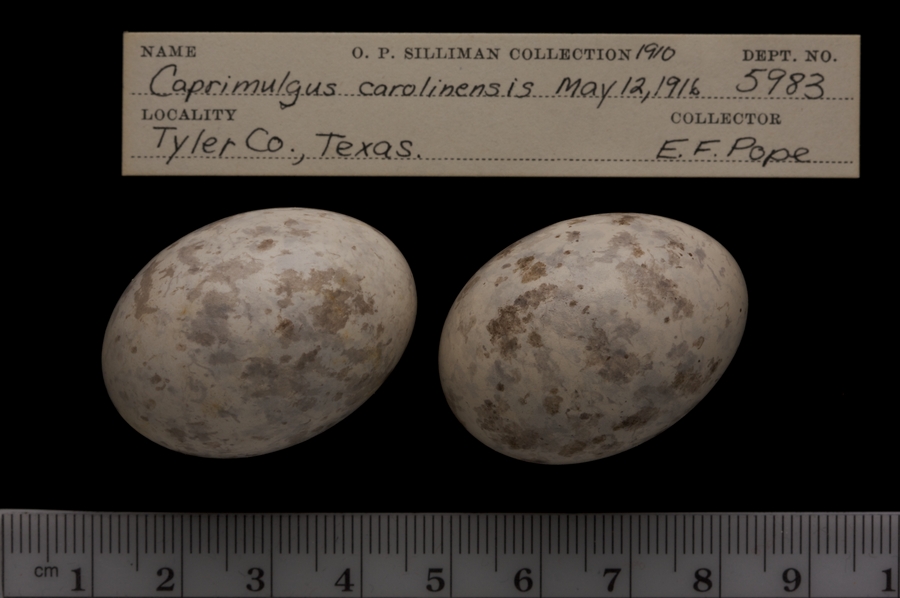 NAME O. P. SILLIMAN COLLECTION 1910 DEPT. NO.
Caprimulgus carolinensis May 12, 1916 5983
LOCALITY COLLECTOR
Tyler Co., Texas. E. F. Pope
cm 1 2 3 4 5 6 7 8 9 1